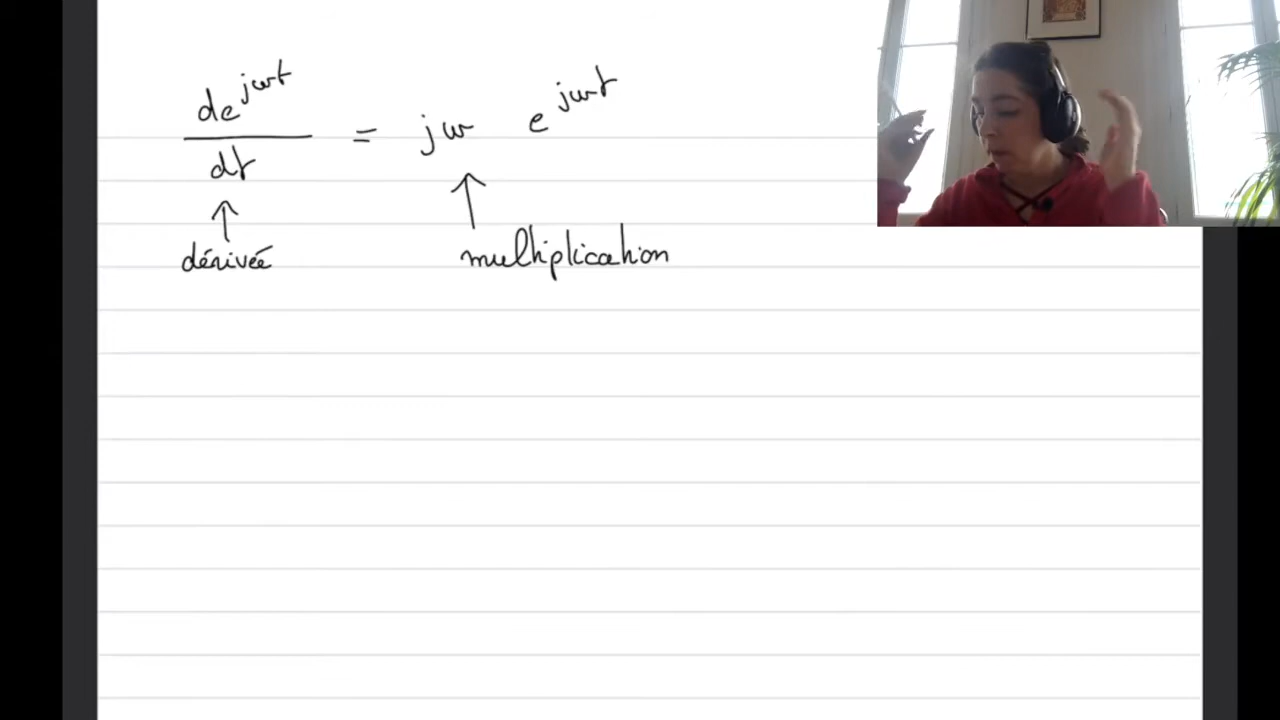 de^{jωt} / dt = jω e^{jωt}
↑ ↑
dérivée multiplication